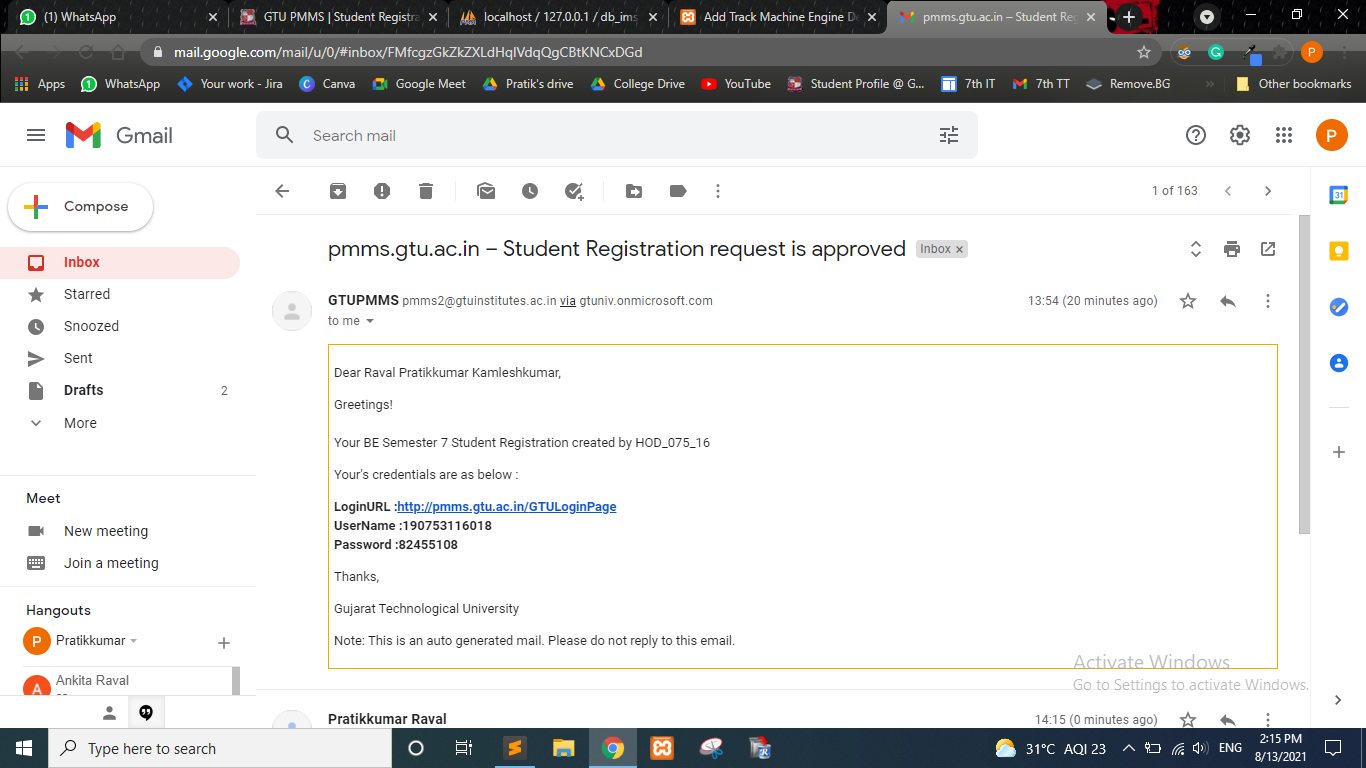 (1) WhatsApp
GTU PMMS | Student Registra
localhost / 127.0.0.1 / db_ims
Add Track Machine Engine De
pmms.gtu.ac.in – Student Reg
mail.google.com/mail/u/0/#inbox/FMfcgzGkZkZXLdHqlVdqQgCBtKNCxDGd
P
Apps
WhatsApp
Your work - Jira
Canva
Google Meet
Pratik's drive
College Drive
YouTube
Student Profile @ G...
7th IT
7th TT
Remove.BG
»
Other bookmarks
Gmail
Search mail
P
Compose
1 of 163
Inbox
Starred
Snoozed
Sent
Drafts 2
More
Meet
New meeting
Join a meeting
Hangouts
P Pratikkumar
A Ankita Raval
pmms.gtu.ac.in – Student Registration request is approved Inbox ×
GTUPMMS pmms2@gtuinstitutes.ac.in via gtuniv.onmicrosoft.com 13:54 (20 minutes ago)
to me
Dear Raval Pratikkumar Kamleshkumar,
Greetings!
Your BE Semester 7 Student Registration created by HOD_075_16
Your's credentials are as below :
LoginURL :http://pmms.gtu.ac.in/GTULoginPage
UserName :190753116018
Password :82455108
Thanks,
Gujarat Technological University
Note: This is an auto generated mail. Please do not reply to this email.
Activate Windows
Go to Settings to activate Windows.
Pratikkumar Raval 14:15 (0 minutes ago)
31
Type here to search
31°C AQI 23
ENG
2:15 PM
8/13/2021